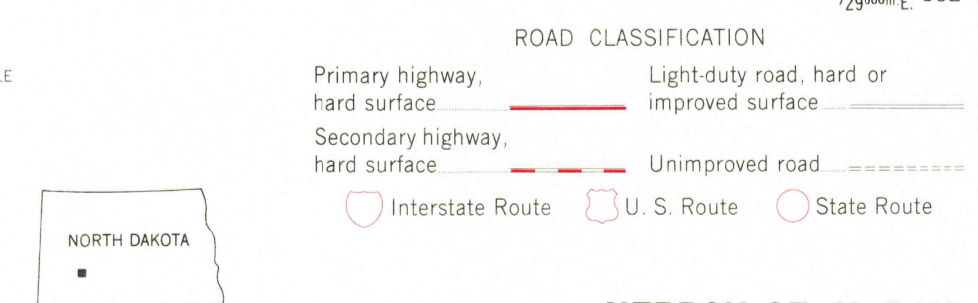 ROAD CLASSIFICATION
LE
Primary highway,
hard surface
Light-duty road, hard or
improved surface
Secondary highway,
hard surface
Unimproved road
Interstate Route
U. S. Route
State Route
NORTH DAKOTA